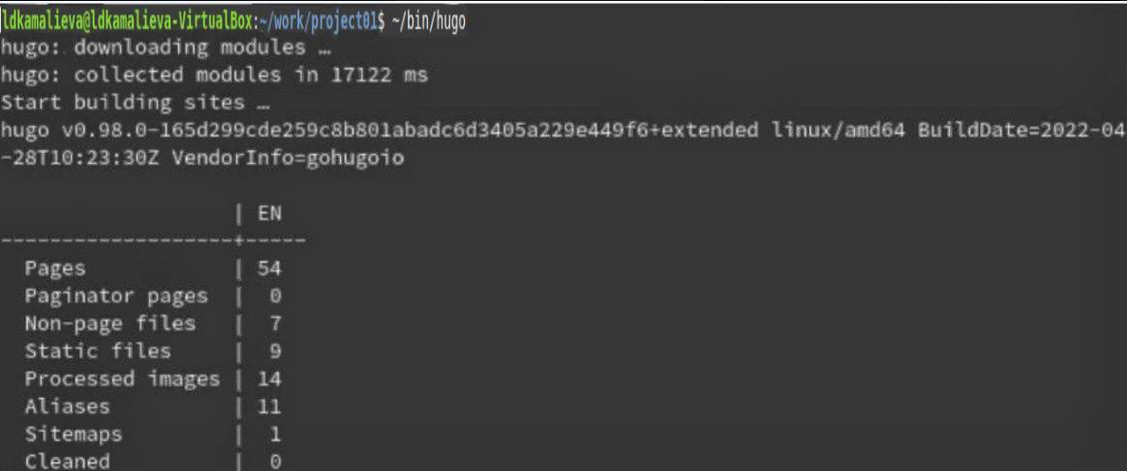 ldkamalieva@ldkamalieva-VirtualBox:~/work/project01$ ~/bin/hugo
hugo: downloading modules …
hugo: collected modules in 17122 ms
Start building sites …
hugo v0.98.0-165d299cde259c8b801abadc6d3405a229e449f6+extended linux/amd64 BuildDate=2022-04
-28T10:23:30Z VendorInfo=gohugoio
| EN
-------------------+-----
Pages | 54
Paginator pages | 0
Non-page files | 7
Static files | 9
Processed images | 14
Aliases | 11
Sitemaps | 1
Cleaned | 0